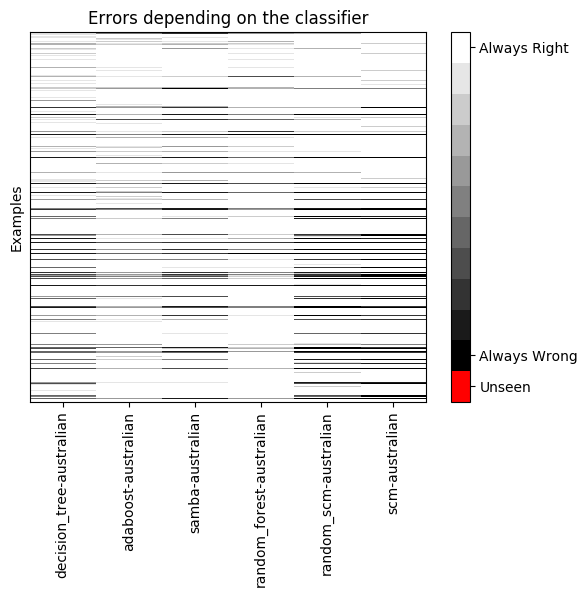 Errors depending on the classifier
Always Right
Examples
Always Wrong
Unseen
decision_tree-australian
adaboost-australian
samba-australian
random_forest-australian
random_scm-australian
scm-australian